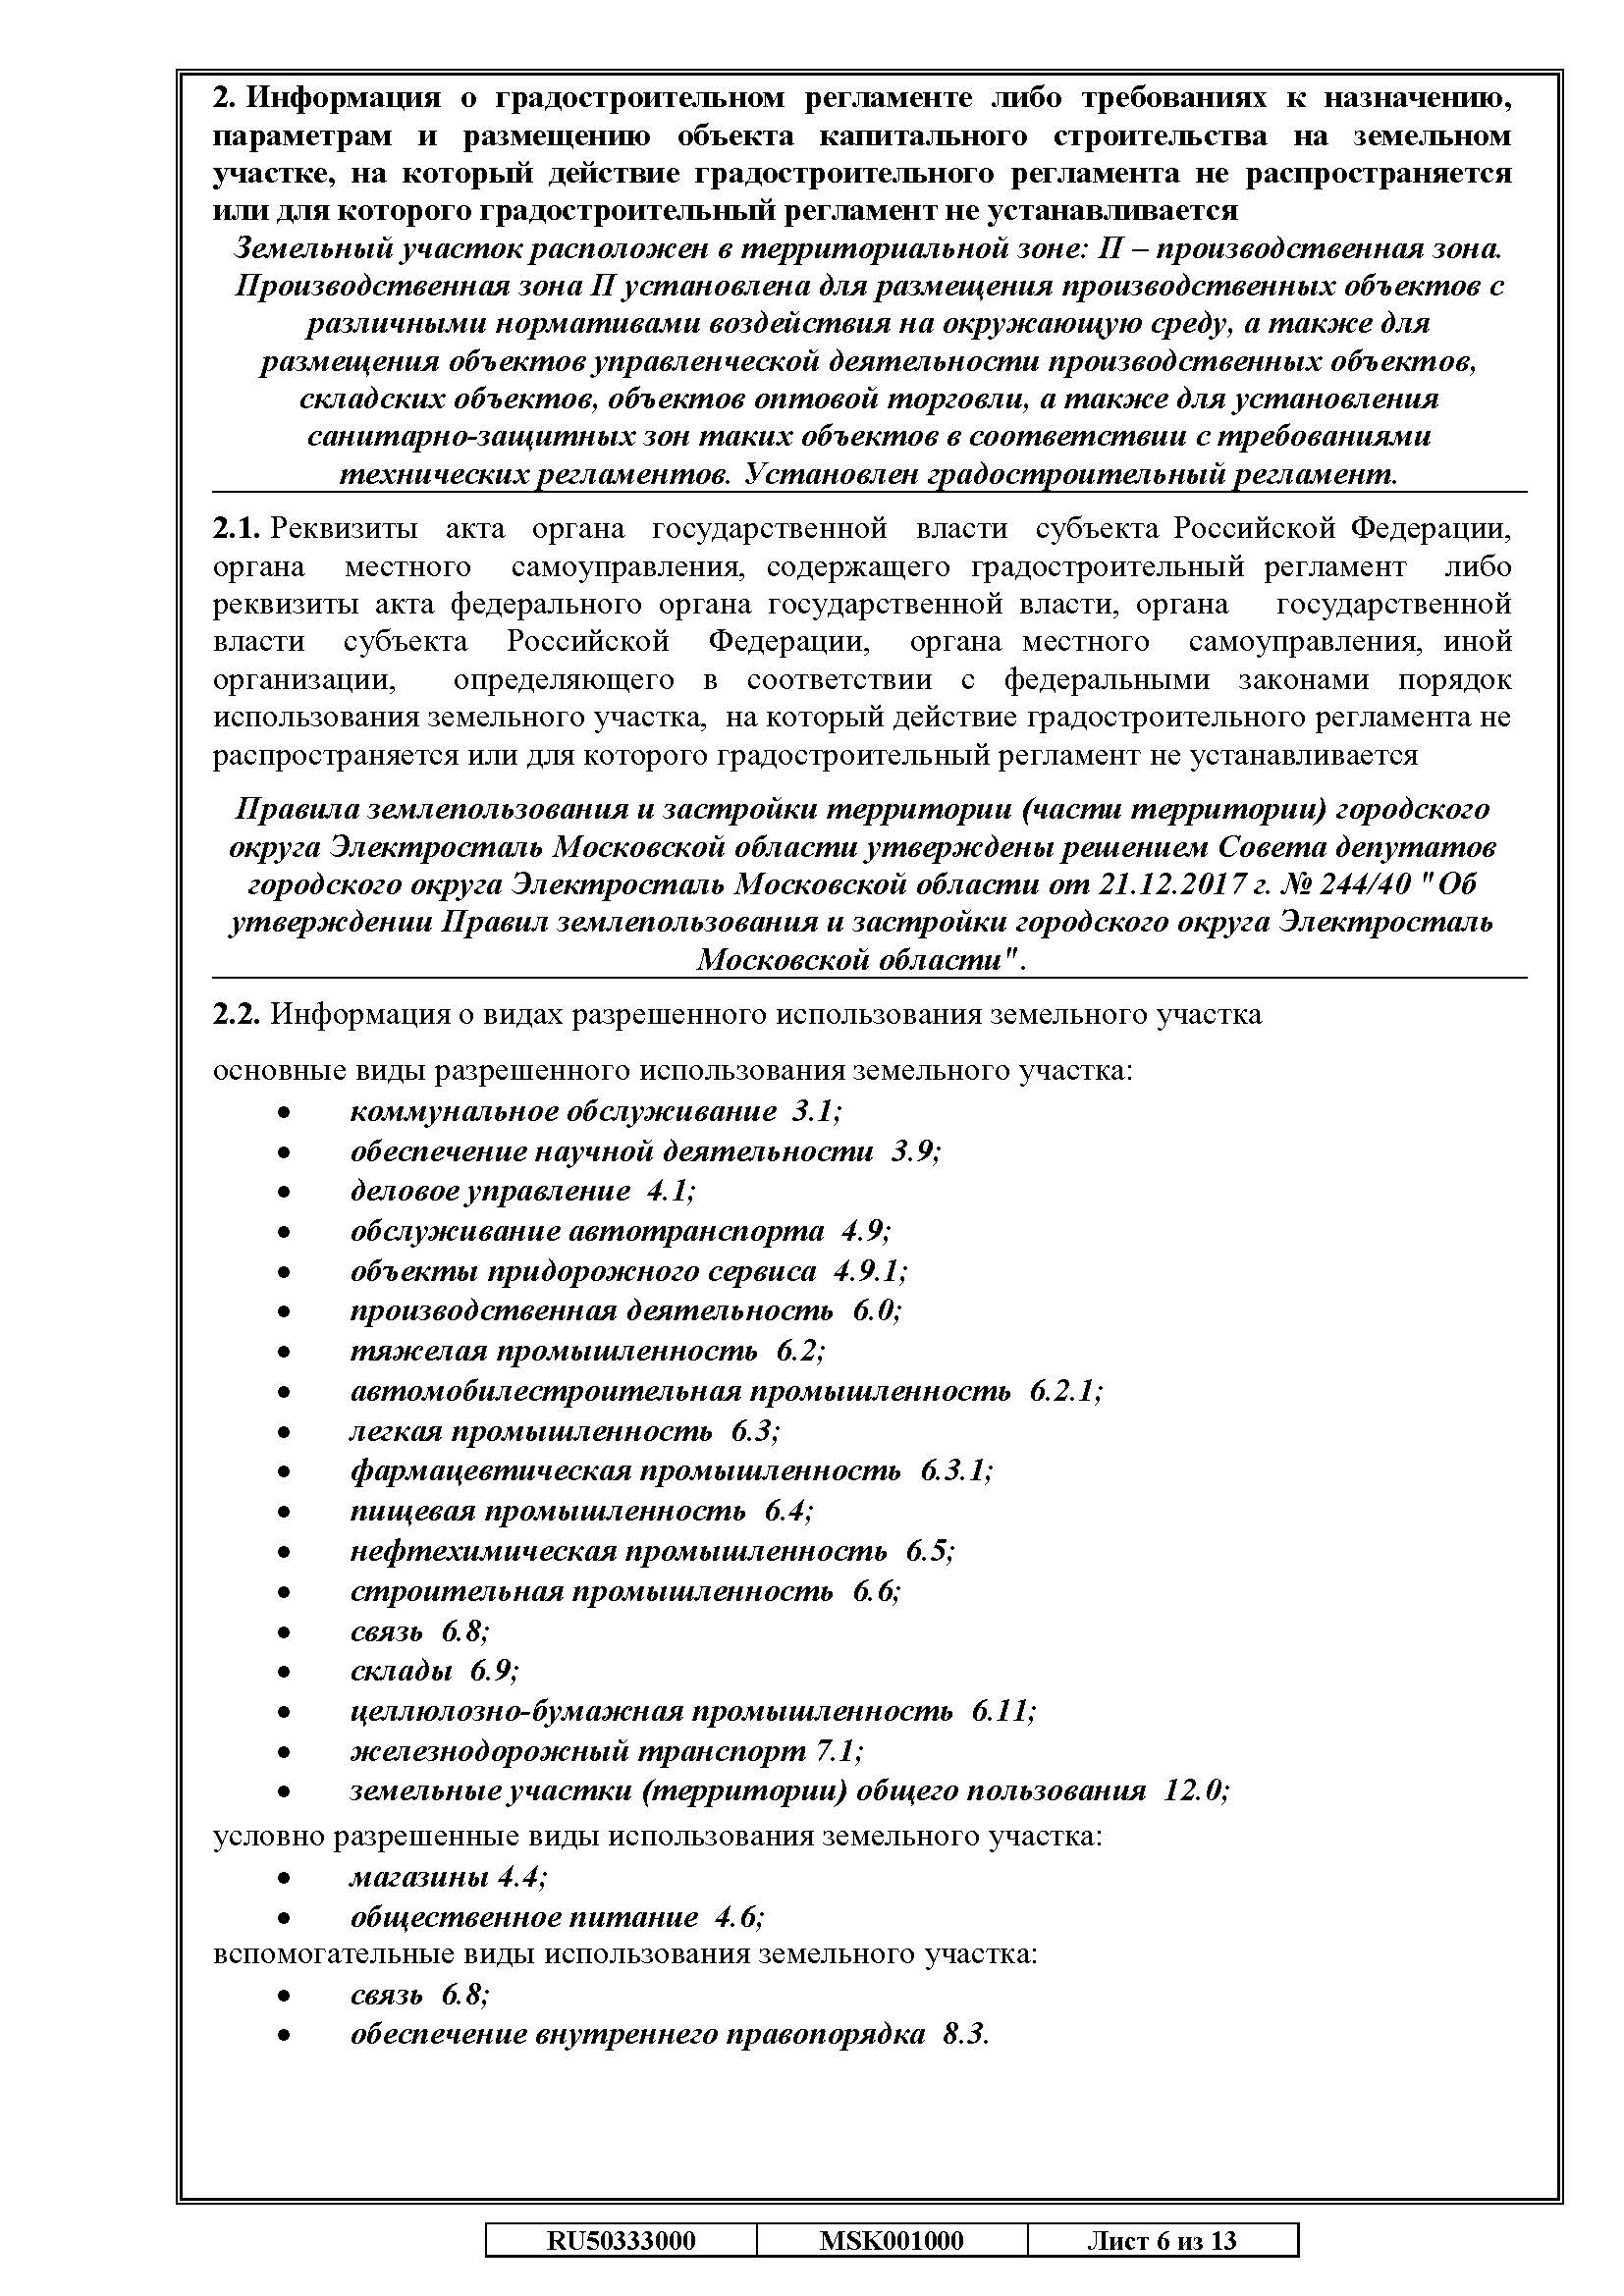 2. Информация о градостроительном регламенте либо требованиях к назначению,
параметрам и размещению объекта капитального строительства на земельном
участке, на который действие градостроительного регламента не распространяется
или для которого градостроительный регламент не устанавливается
Земельный участок расположен в территориальной зоне: П – производственная зона.
Производственная зона П установлена для размещения производственных объектов с
различными нормативами воздействия на окружающую среду, а также для
размещения объектов управленческой деятельности производственных объектов,
складских объектов, объектов оптовой торговли, а также для установления
санитарно-защитных зон таких объектов в соответствии с требованиями
технических регламентов. Установлен градостроительный регламент.
2.1. Реквизиты акта органа государственной власти субъекта Российской Федерации,
органа местного самоуправления, содержащего градостроительный регламент либо
реквизиты акта федерального органа государственной власти, органа государственной
власти субъекта Российской Федерации, органа местного самоуправления, иной
организации, определяющего в соответствии с федеральными законами порядок
использования земельного участка, на который действие градостроительного регламента не
распространяется или для которого градостроительный регламент не устанавливается
Правила землепользования и застройки территории (части территории) городского
округа Электросталь Московской области утверждены решением Совета депутатов
городского округа Электросталь Московской области от 21.12.2017 г. № 244/40 "Об
утверждении Правил землепользования и застройки городского округа Электросталь
Московской области".
2.2. Информация о видах разрешенного использования земельного участка
основные виды разрешенного использования земельного участка:
• коммунальное обслуживание 3.1;
• обеспечение научной деятельности 3.9;
• деловое управление 4.1;
• обслуживание автотранспорта 4.9;
• объекты придорожного сервиса 4.9.1;
• производственная деятельность 6.0;
• тяжелая промышленность 6.2;
• автомобилестроительная промышленность 6.2.1;
• легкая промышленность 6.3;
• фармацевтическая промышленность 6.3.1;
• пищевая промышленность 6.4;
• нефтехимическая промышленность 6.5;
• строительная промышленность 6.6;
• связь 6.8;
• склады 6.9;
• целлюлозно-бумажная промышленность 6.11;
• железнодорожный транспорт 7.1;
• земельные участки (территории) общего пользования 12.0;
условно разрешенные виды использования земельного участка:
• магазины 4.4;
• общественное питание 4.6;
вспомогательные виды использования земельного участка:
• связь 6.8;
• обеспечение внутреннего правопорядка 8.3.
RU50333000 MSK001000 Лист 6 из 13